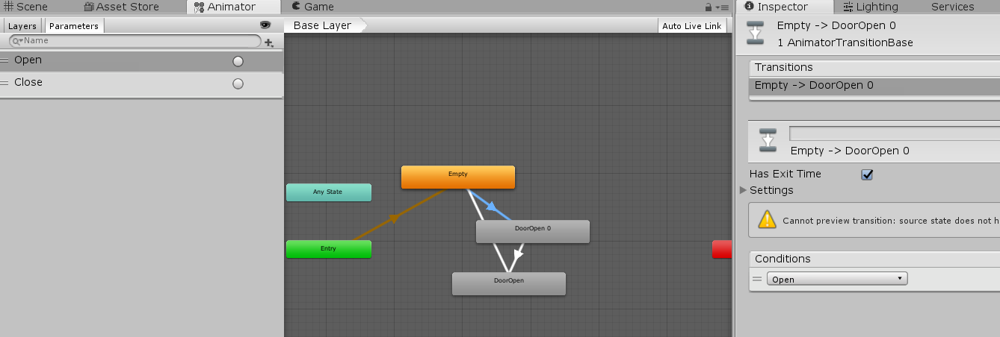 Scene
Asset Store
Animator
Game
Layers
Parameters
Name
Open
Close
Base Layer
Auto Live Link
Empty
Any State
DoorOpen 0
Entry
DoorOpen
Inspector
Lighting
Services
Empty -> DoorOpen 0
1 AnimatorTransitionBase
Transitions
Empty -> DoorOpen 0
Empty -> DoorOpen 0
Has Exit Time
Settings
Cannot preview transition: source state does not h
Conditions
Open